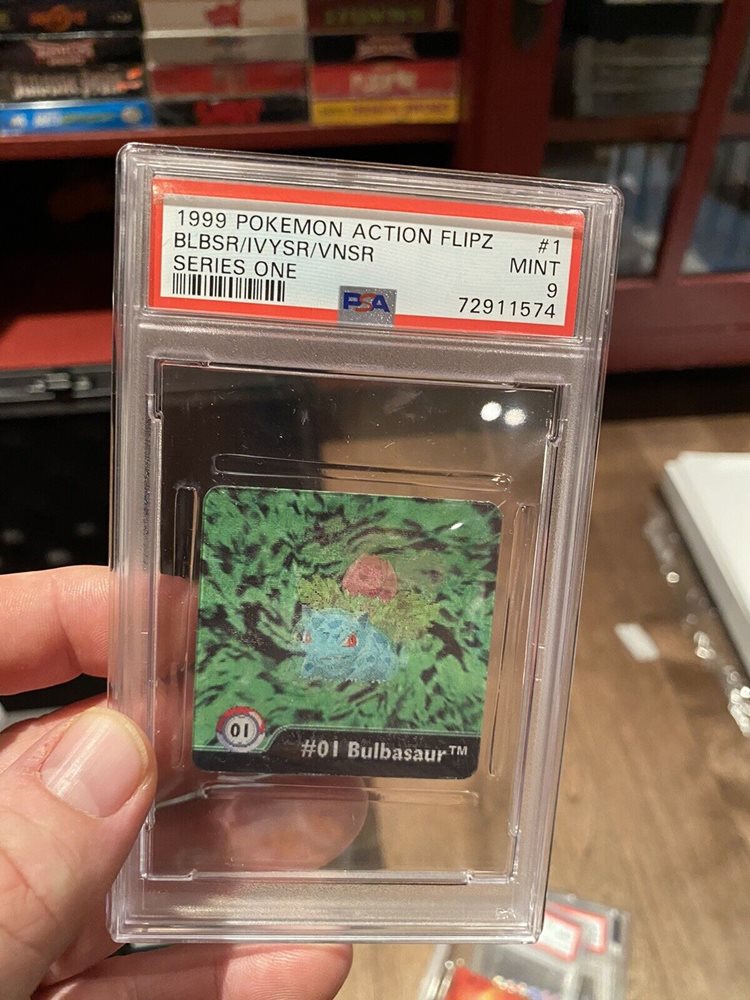 1999 POKEMON ACTION FLIPZ #1
BLBSR/IVYSR/VNSR MINT
SERIES ONE 9
PSA 72911574
01
#01 Bulbasaur™